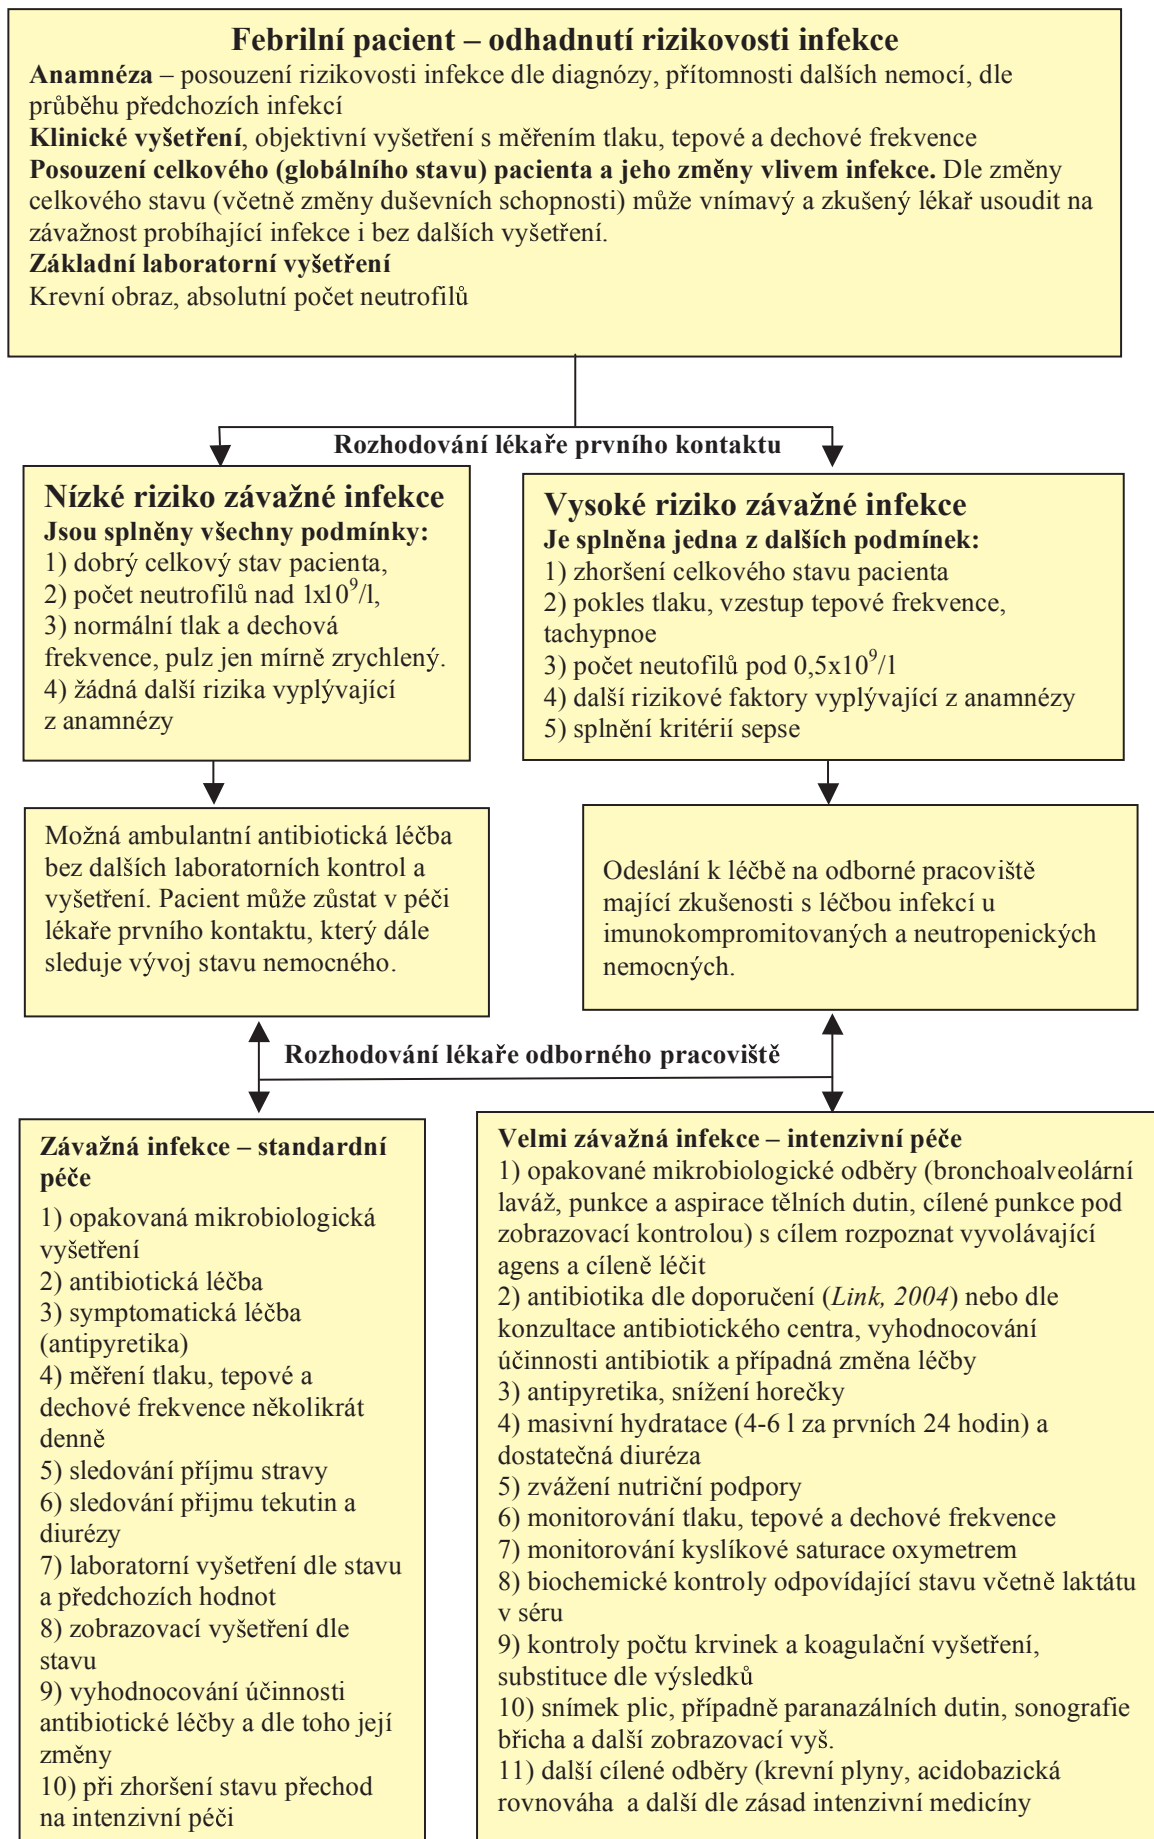 Febrilní pacient – odhadnutí rizikovosti infekce
Anamnéza – posouzení rizikovosti infekce dle diagnózy, přítomnosti dalších nemocí, dle
průběhu předchozích infekcí
Klinické vyšetření, objektivní vyšetření s měřením tlaku, tepové a dechové frekvence
Posouzení celkového (globálního stavu) pacienta a jeho změny vlivem infekce. Dle změny
celkového stavu (včetně změny duševních schopnosti) může vnímavý a zkušený lékař usoudit na
závažnost probíhající infekce i bez dalších vyšetření.
Základní laboratorní vyšetření
Krevní obraz, absolutní počet neutrofilů
Rozhodování lékaře prvního kontaktu
Nízké riziko závažné infekce
Jsou splněny všechny podmínky:
1) dobrý celkový stav pacienta,
2) počet neutrofilů nad 1x10⁹/l,
3) normální tlak a dechová
frekvence, pulz jen mírně zrychlený.
4) žádná další rizika vyplývající
z anamnézy
Vysoké riziko závažné infekce
Je splněna jedna z dalších podmínek:
1) zhoršení celkového stavu pacienta
2) pokles tlaku, vzestup tepové frekvence,
tachypnoe
3) počet neutofilů pod 0,5x10⁹/l
4) další rizikové faktory vyplývající z anamnézy
5) splnění kritérií sepse
Možná ambulantní antibiotická léčba
bez dalších laboratorních kontrol a
vyšetření. Pacient může zůstat v péči
lékaře prvního kontaktu, který dále
sleduje vývoj stavu nemocného.
Odeslání k léčbě na odborné pracoviště
mající zkušenosti s léčbou infekcí u
imunokompromitovaných a neutropenických
nemocných.
Rozhodování lékaře odborného pracoviště
Závažná infekce – standardní
péče
1) opakovaná mikrobiologická
vyšetření
2) antibiotická léčba
3) symptomatická léčba
(antipyretika)
4) měření tlaku, tepové a
dechové frekvence několikrát
denně
5) sledování příjmu stravy
6) sledování přijmu tekutin a
diurézy
7) laboratorní vyšetření dle stavu
a předchozích hodnot
8) zobrazovací vyšetření dle
stavu
9) vyhodnocování účinnosti
antibiotické léčby a dle toho její
změny
10) při zhoršení stavu přechod
na intenzivní péči
Velmi závažná infekce – intenzivní péče
1) opakované mikrobiologické odběry (bronchoalveolární
laváž, punkce a aspirace tělních dutin, cílené punkce pod
zobrazovací kontrolou) s cílem rozpoznat vyvolávající
agens a cíleně léčit
2) antibiotika dle doporučení (Link, 2004) nebo dle
konzultace antibiotického centra, vyhodnocování
účinnosti antibiotik a případná změna léčby
3) antipyretika, snížení horečky
4) masivní hydratace (4-6 l za prvních 24 hodin) a
dostatečná diuréza
5) zvážení nutriční podpory
6) monitorování tlaku, tepové a dechové frekvence
7) monitorování kyslíkové saturace oxymetrem
8) biochemické kontroly odpovídající stavu včetně laktátu
v séru
9) kontroly počtu krvinek a koagulační vyšetření,
substituce dle výsledků
10) snímek plic, případně paranazálních dutin, sonografie
břicha a další zobrazovací vyš.
11) další cílené odběry (krevní plyny, acidobazická
rovnováha a další dle zásad intenzivní medicíny